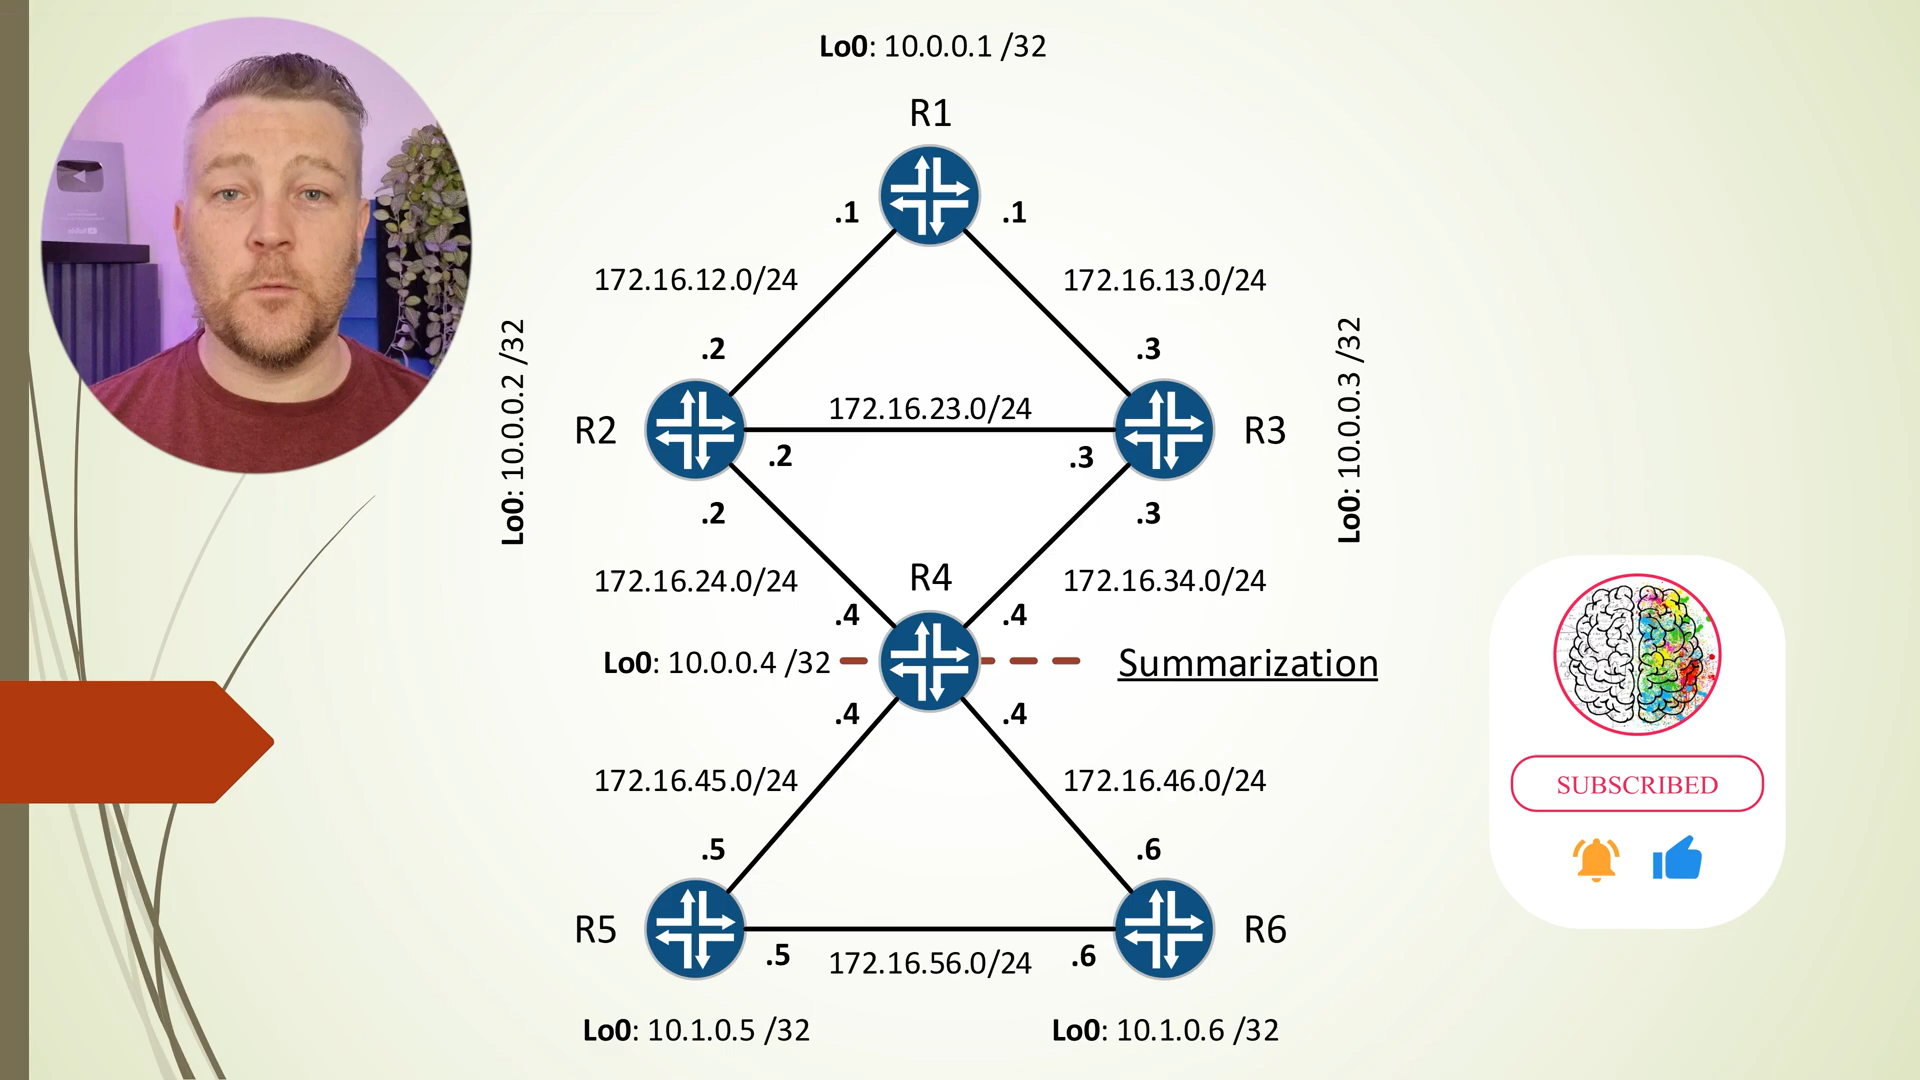 Lo0: 10.0.0.1 /32
R1
.1
.1
172.16.12.0/24
172.16.13.0/24
.2
.3
Lo0: 10.0.0.2 /32
R2
172.16.23.0/24
R3
Lo0: 10.0.0.3 /32
.2
.3
.2
.3
172.16.24.0/24
R4
172.16.34.0/24
.4
.4
Lo0: 10.0.0.4 /32
Summarization
.4
.4
172.16.45.0/24
172.16.46.0/24
SUBSCRIBED
.5
.6
R5
R6
.5
172.16.56.0/24
.6
Lo0: 10.1.0.5 /32
Lo0: 10.1.0.6 /32